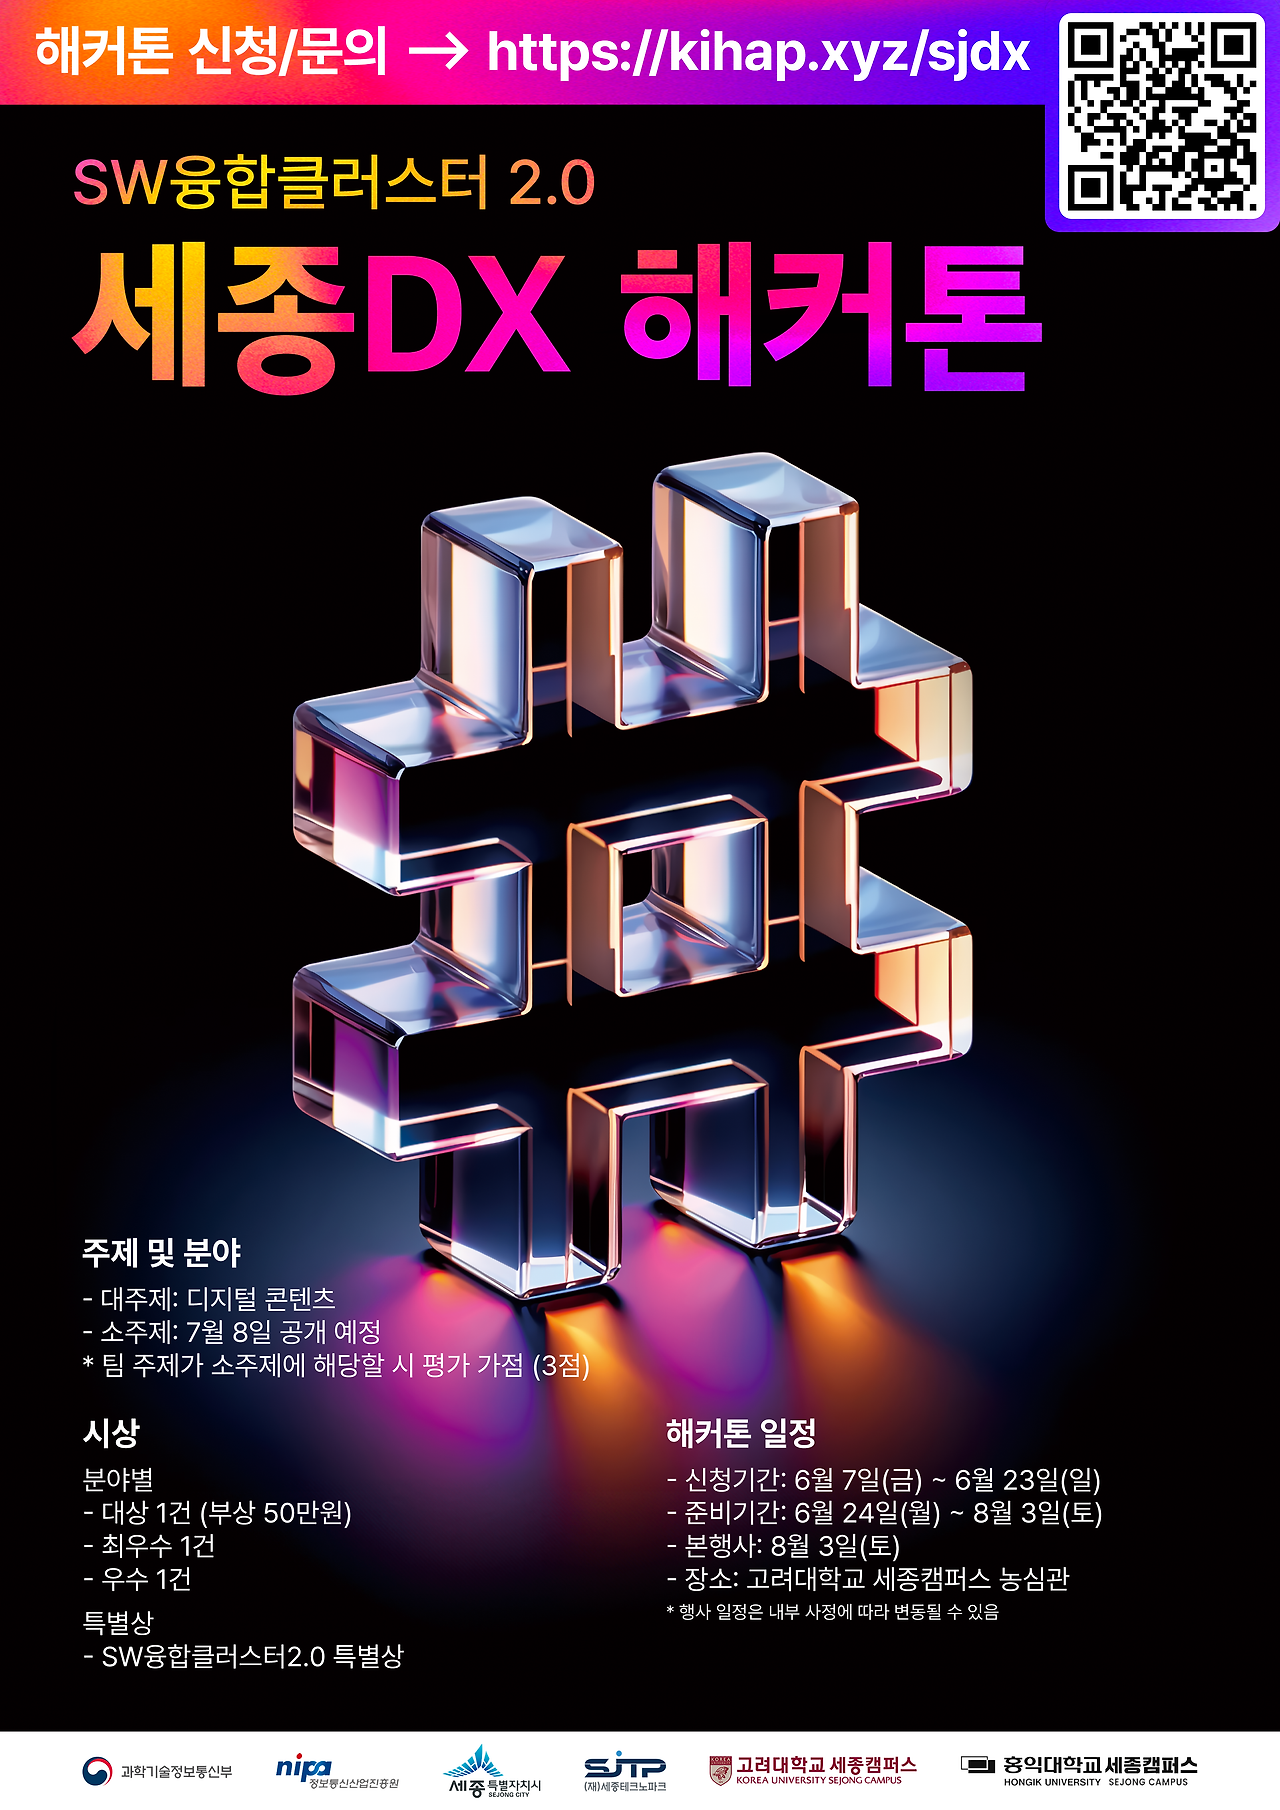 해커톤 신청/문의 → https://kihap.xyz/sjdx
SW융합클러스터 2.0
세종DX 해커톤
주제 및 분야
- 대주제: 디지털 콘텐츠
- 소주제: 7월 8일 공개 예정
* 팀 주제가 소주제에 해당할 시 평가 가점 (3점)
시상
분야별
- 대상 1건 (부상 50만원)
- 최우수 1건
- 우수 1건
특별상
- SW융합클러스터2.0 특별상
해커톤 일정
- 신청기간: 6월 7일(금) ~ 6월 23일(일)
- 준비기간: 6월 24일(월) ~ 8월 3일(토)
- 본행사: 8월 3일(토)
- 장소: 고려대학교 세종캠퍼스 농심관
* 행사 일정은 내부 사정에 따라 변동될 수 있음
과학기술정보통신부
nipa
정보통신산업진흥원
세종특별자치시
SEJONG CITY
SJTP
(재)세종테크노파크
고려대학교 세종캠퍼스
KOREA UNIVERSITY SEJONG CAMPUS
홍익대학교 세종캠퍼스
HONGIK UNIVERSITY SEJONG CAMPUS